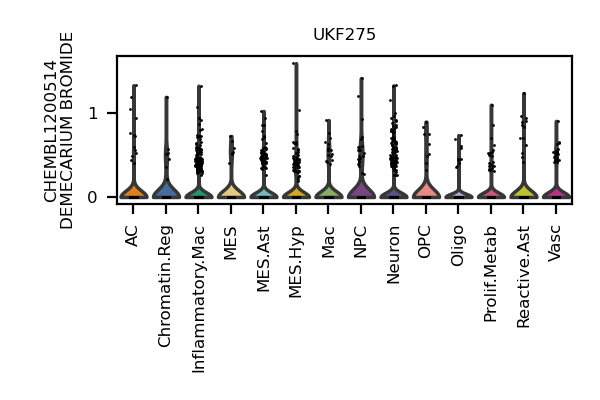 UKF275
CHEMBL1200514
DEMECARIUM BROMIDE
1
0
AC
Chromatin.Reg
Inflammatory.Mac
MES
MES.Ast
MES.Hyp
Mac
NPC
Neuron
OPC
Oligo
Prolif.Metab
Reactive.Ast
Vasc